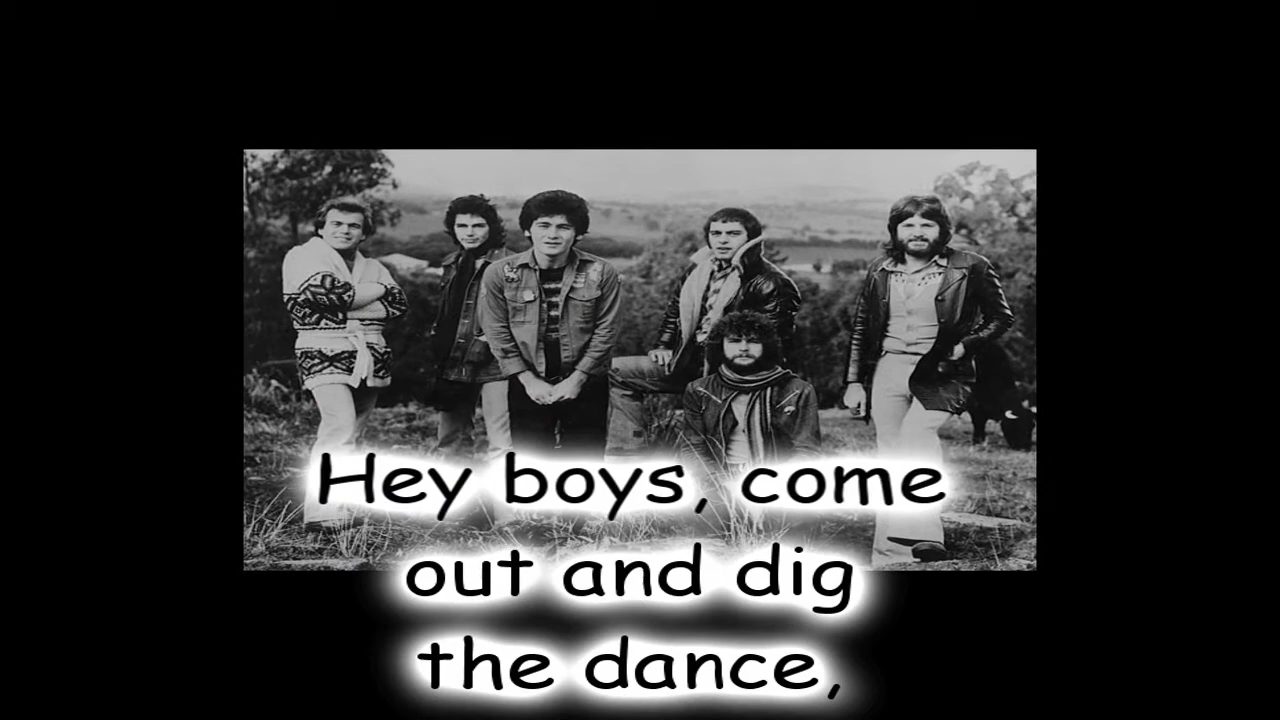 Hey boys, come
out and dig
the dance,